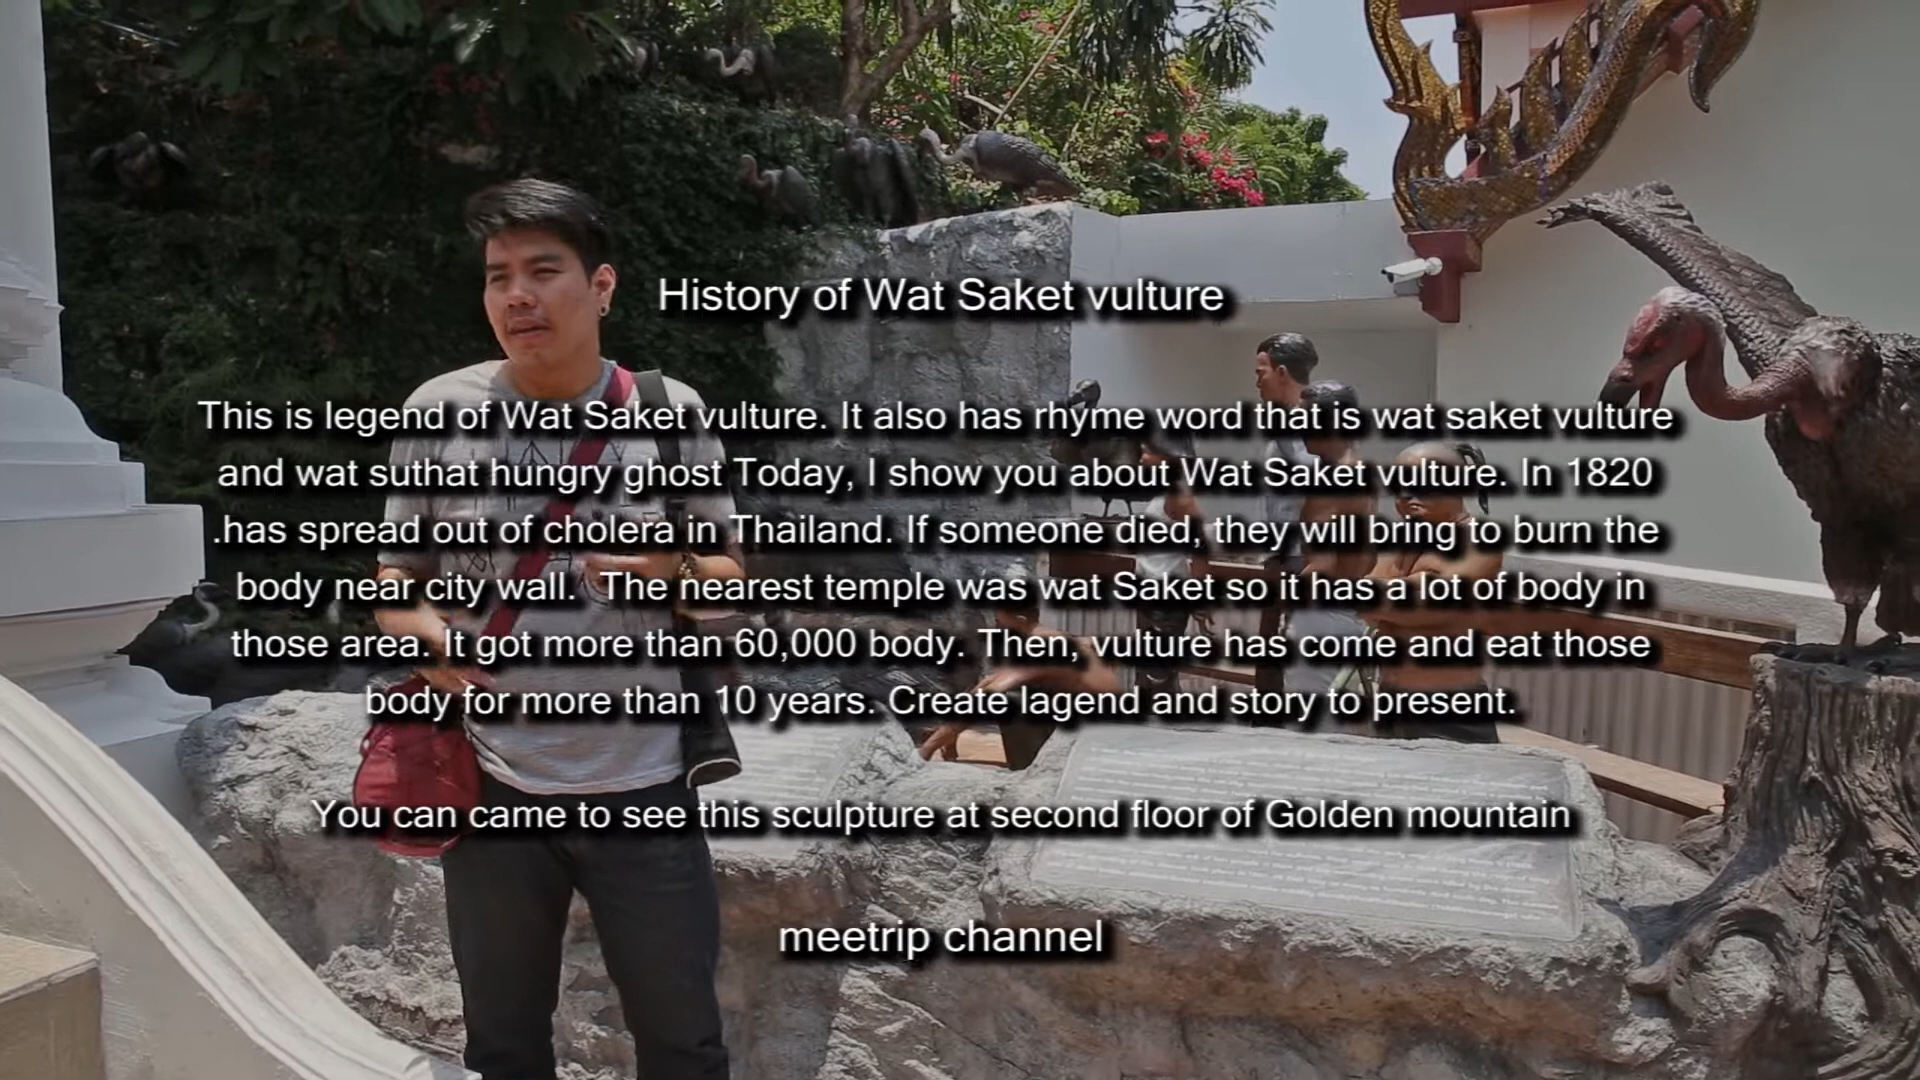 History of Wat Saket vulture
This is legend of Wat Saket vulture. It also has rhyme word that is wat saket vulture
and wat suthat hungry ghost Today, I show you about Wat Saket vulture. In 1820
.has spread out of cholera in Thailand. If someone died, they will bring to burn the
body near city wall.  The nearest temple was wat Saket so it has a lot of body in
those area. It got more than 60,000 body. Then, vulture has come and eat those
body for more than 10 years. Create lagend and story to present.
You can came to see this sculpture at second floor of Golden mountain
meetrip channel